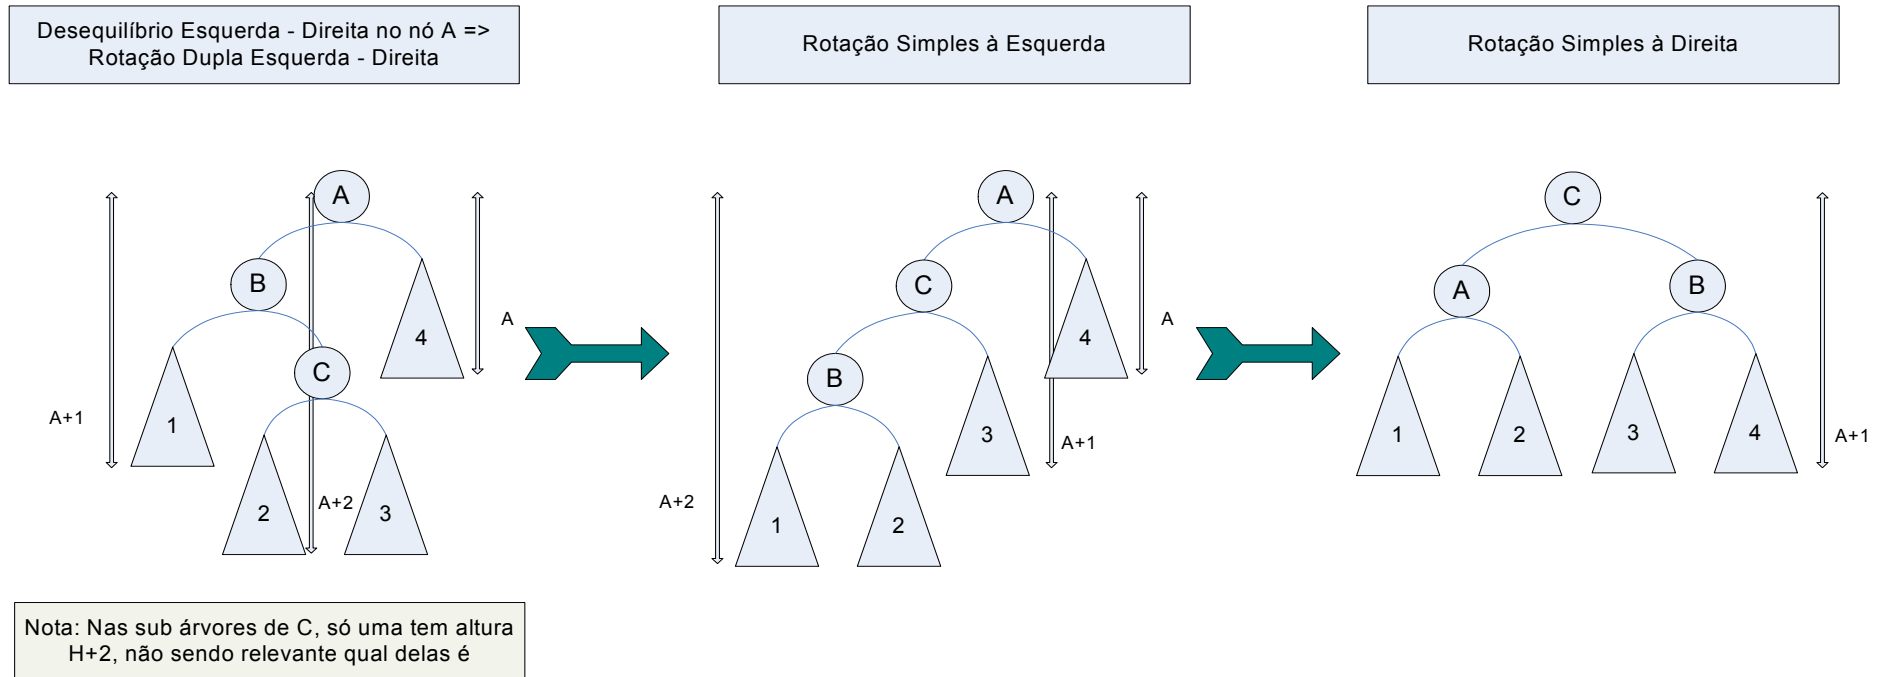 Desequilíbrio Esquerda - Direita no nó A =>
Rotação Dupla Esquerda - Direita
Rotação Simples à Esquerda
Rotação Simples à Direita
A
B
4
A
1
C
A+1
2
A+2
3
A
C
4
A
B
3
A+1
A+2
1
2
C
A
B
1
2
3
4
A+1
Nota: Nas sub árvores de C, só uma tem altura
H+2, não sendo relevante qual delas é